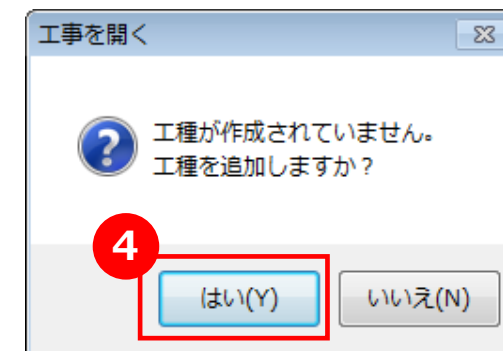 工事を開く
工種が作成されていません。
工種を追加しますか？
4
はい(Y)
いいえ(N)